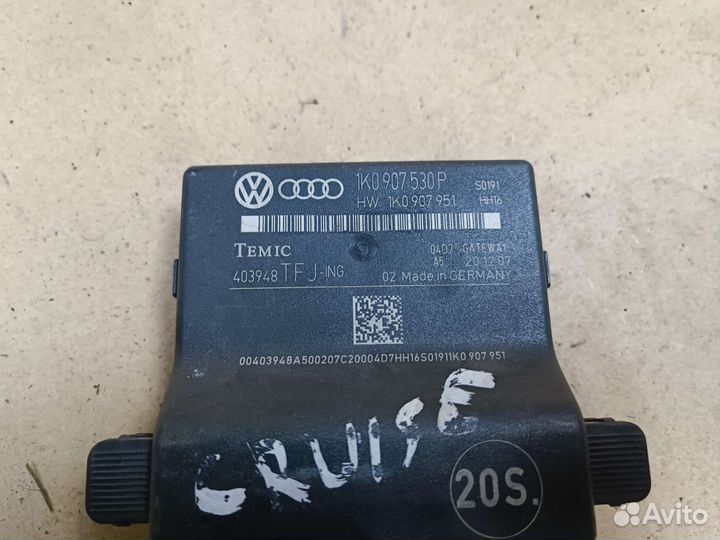 1K0 907 530 P S0191
HW 1K0 907 951 HH16
TEMIC 04D7 GATEWAY
A5 20.12.07
403948 TFJ-ING 02 Made in GERMANY
00403948A500207C20004D7HH16S01911K0 907 951
CRUISE
20S.
Avito